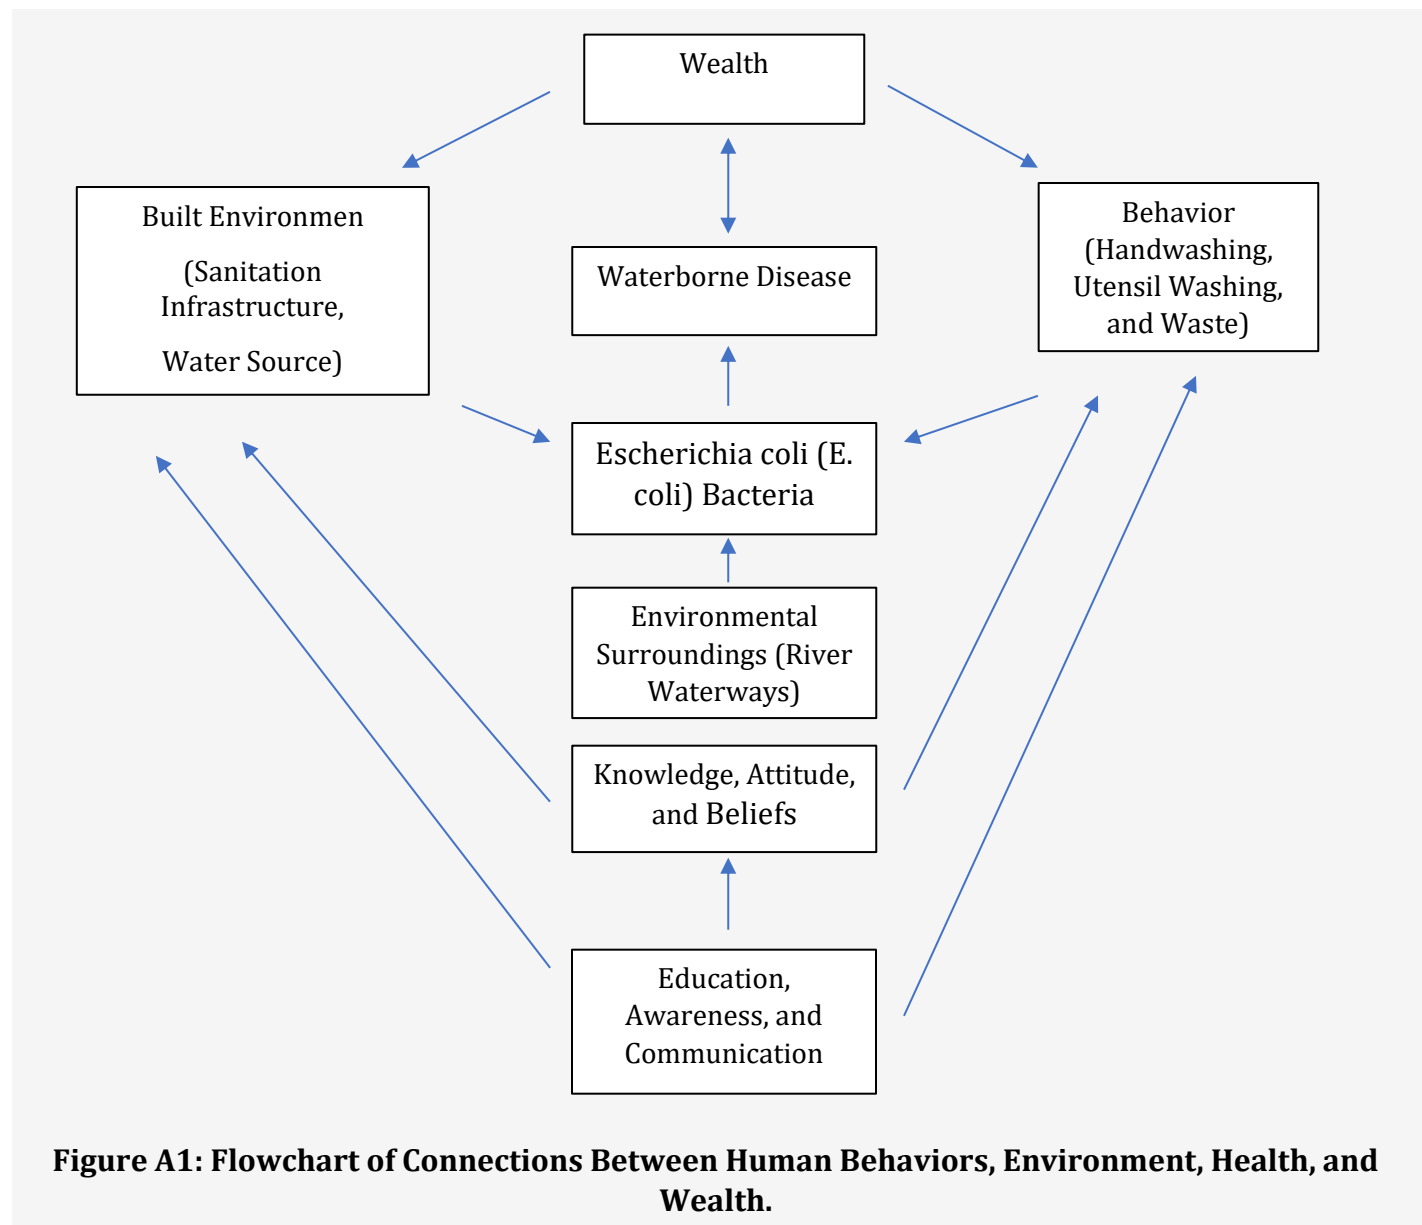 Wealth
Built Environmen
(Sanitation
Infrastructure,
Water Source)
Behavior
(Handwashing,
Utensil Washing,
and Waste)
Waterborne Disease
Escherichia coli (E.
coli) Bacteria
Environmental
Surroundings (River
Waterways)
Knowledge, Attitude,
and Beliefs
Education,
Awareness, and
Communication
Figure A1: Flowchart of Connections Between Human Behaviors, Environment, Health, and
Wealth.